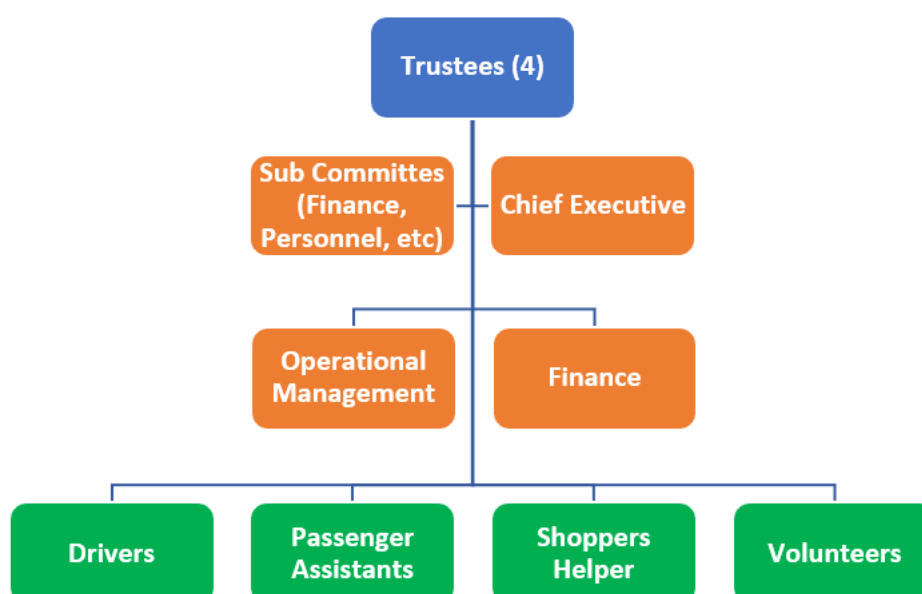 Trustees (4)
Sub Committes
(Finance,
Personnel, etc)
Chief Executive
Operational
Management
Finance
Drivers
Passenger
Assistants
Shoppers
Helper
Volunteers